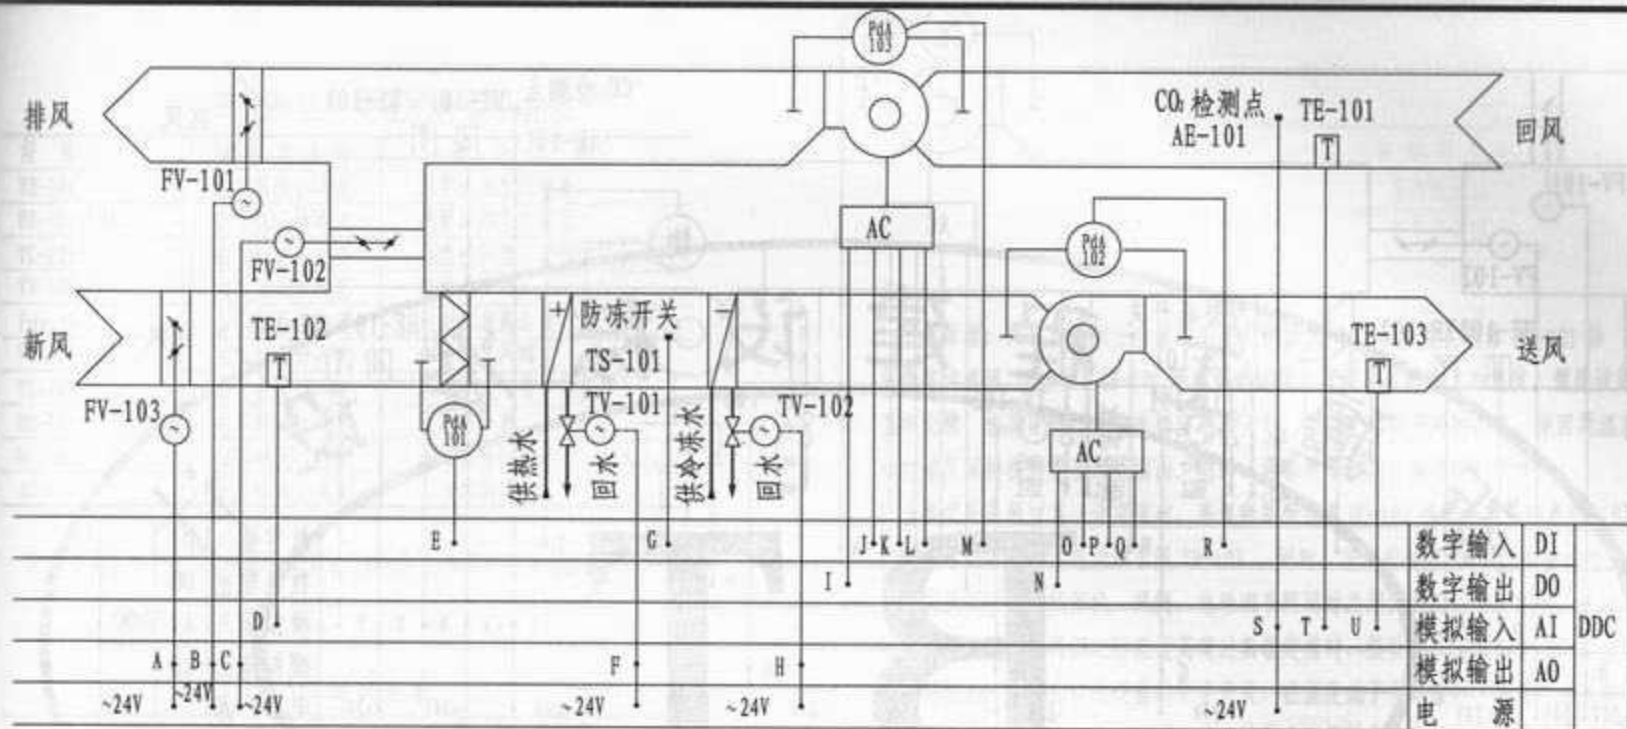 PdA
103
排风
CO₂ 检测点
AE-101
TE-101
T
回风
FV-101
~
AC
FV-102
~
PdA
102
新风
TE-102
T
+
防冻开关
TS-101
-
TE-103
T
送风
FV-103
~
PdA
101
供热水
TV-101
~
回水
供冷冻水
TV-102
~
回水
AC
E G J K L M O P Q R 数字输入 DI
I N 数字输出 DO
D S T U 模拟输入 AI DDC
A B C F H 模拟输出 AO
~24V ~24V ~24V ~24V ~24V ~24V 电 源